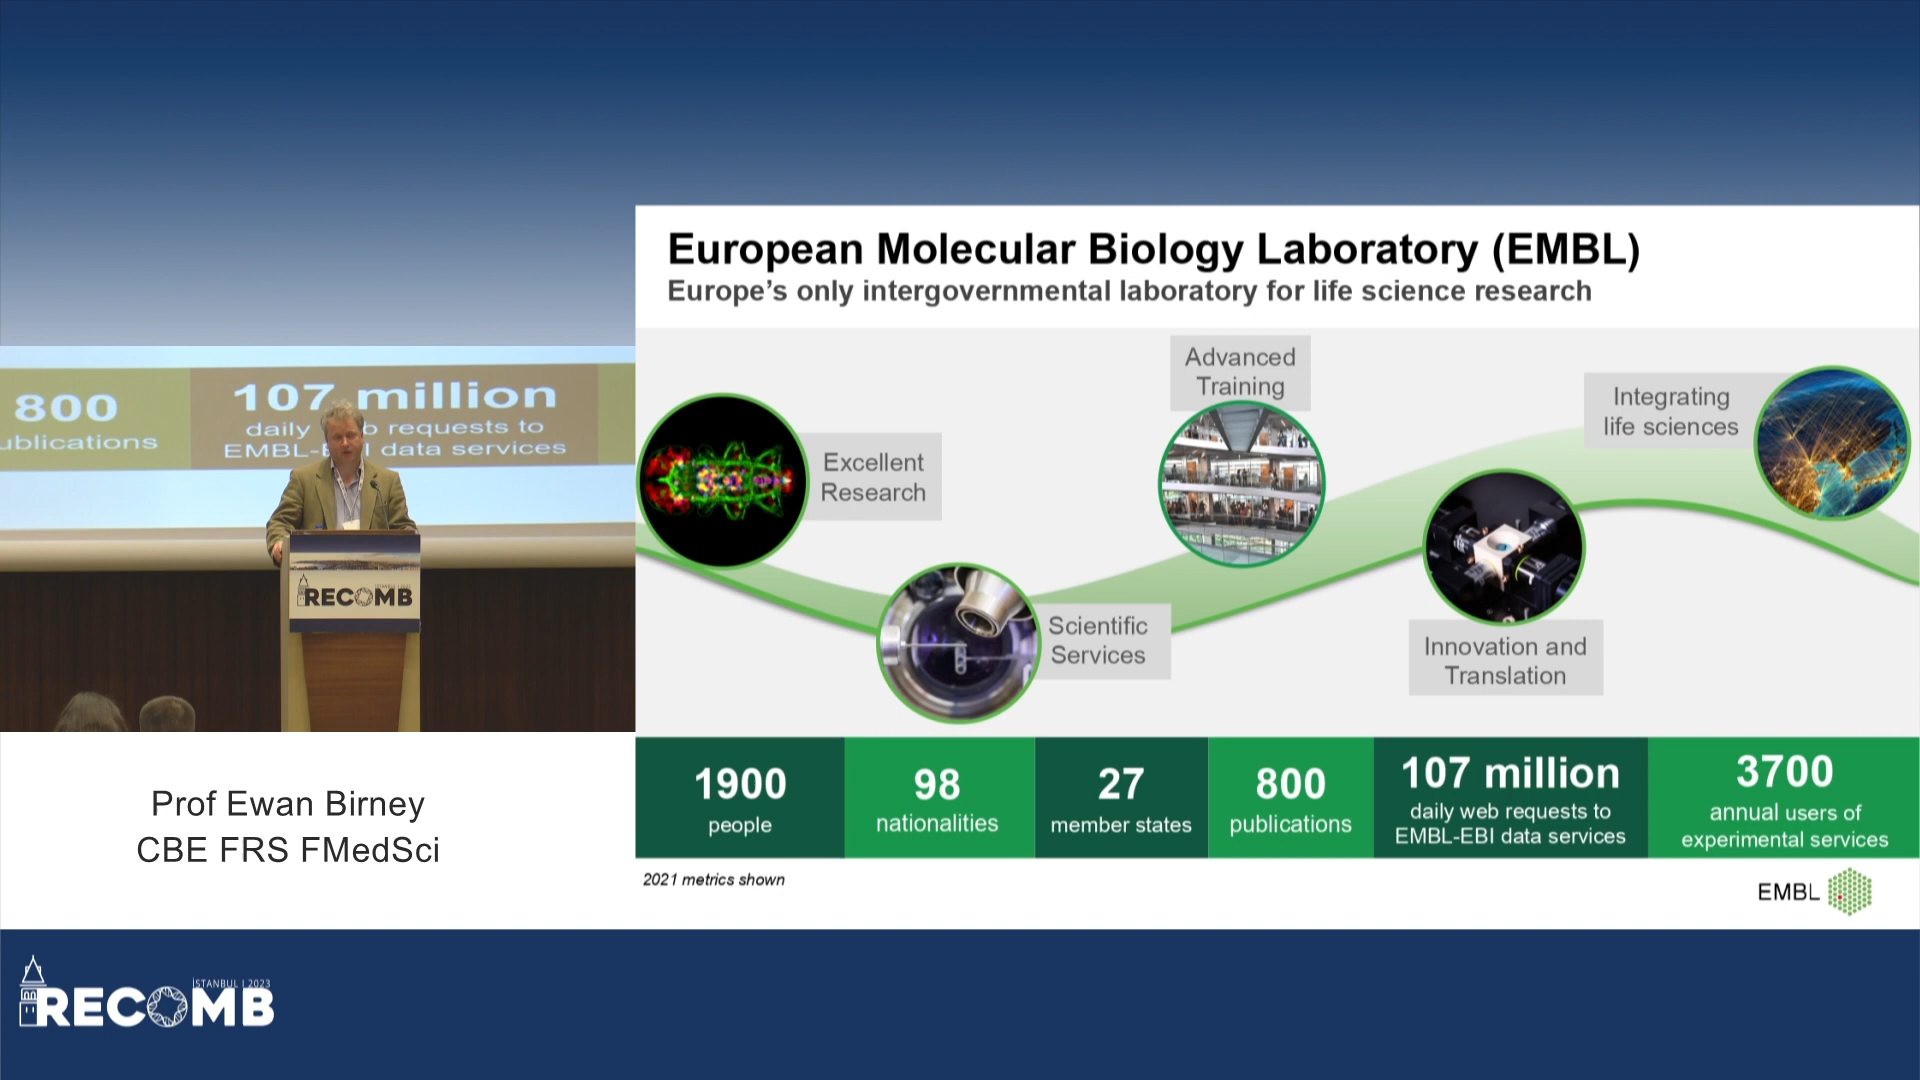 European Molecular Biology Laboratory (EMBL)
Europe's only intergovernmental laboratory for life science research
Excellent
Research
Scientific
Services
Advanced
Training
Innovation and
Translation
Integrating
life sciences
1900
people
98
nationalities
27
member states
800
publications
107 million
daily web requests to
EMBL-EBI data services
3700
annual users of
experimental services
2021 metrics shown
EMBL
800
ublications
107 million
daily b requests to
EMBL-E I data services
RECOMB
Prof Ewan Birney
CBE FRS FMedSci
İSTANBUL | 2023
RECOMB